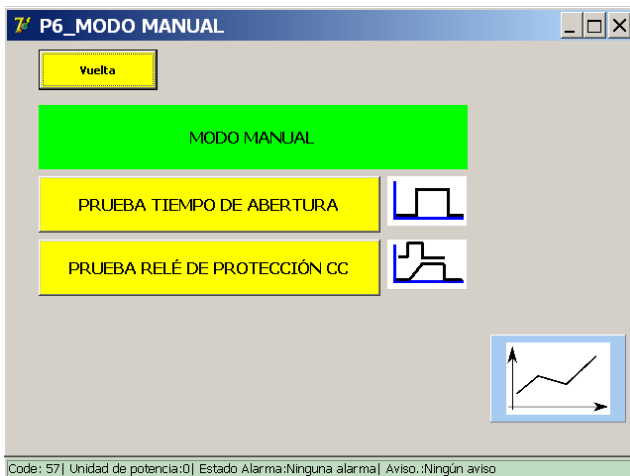 P6_MODO MANUAL
Vuelta
MODO MANUAL
PRUEBA TIEMPO DE ABERTURA
PRUEBA RELÉ DE PROTECCIÓN CC
Code: 57| Unidad de potencia:0| Estado Alarma:Ninguna alarma| Aviso.:Ningún aviso